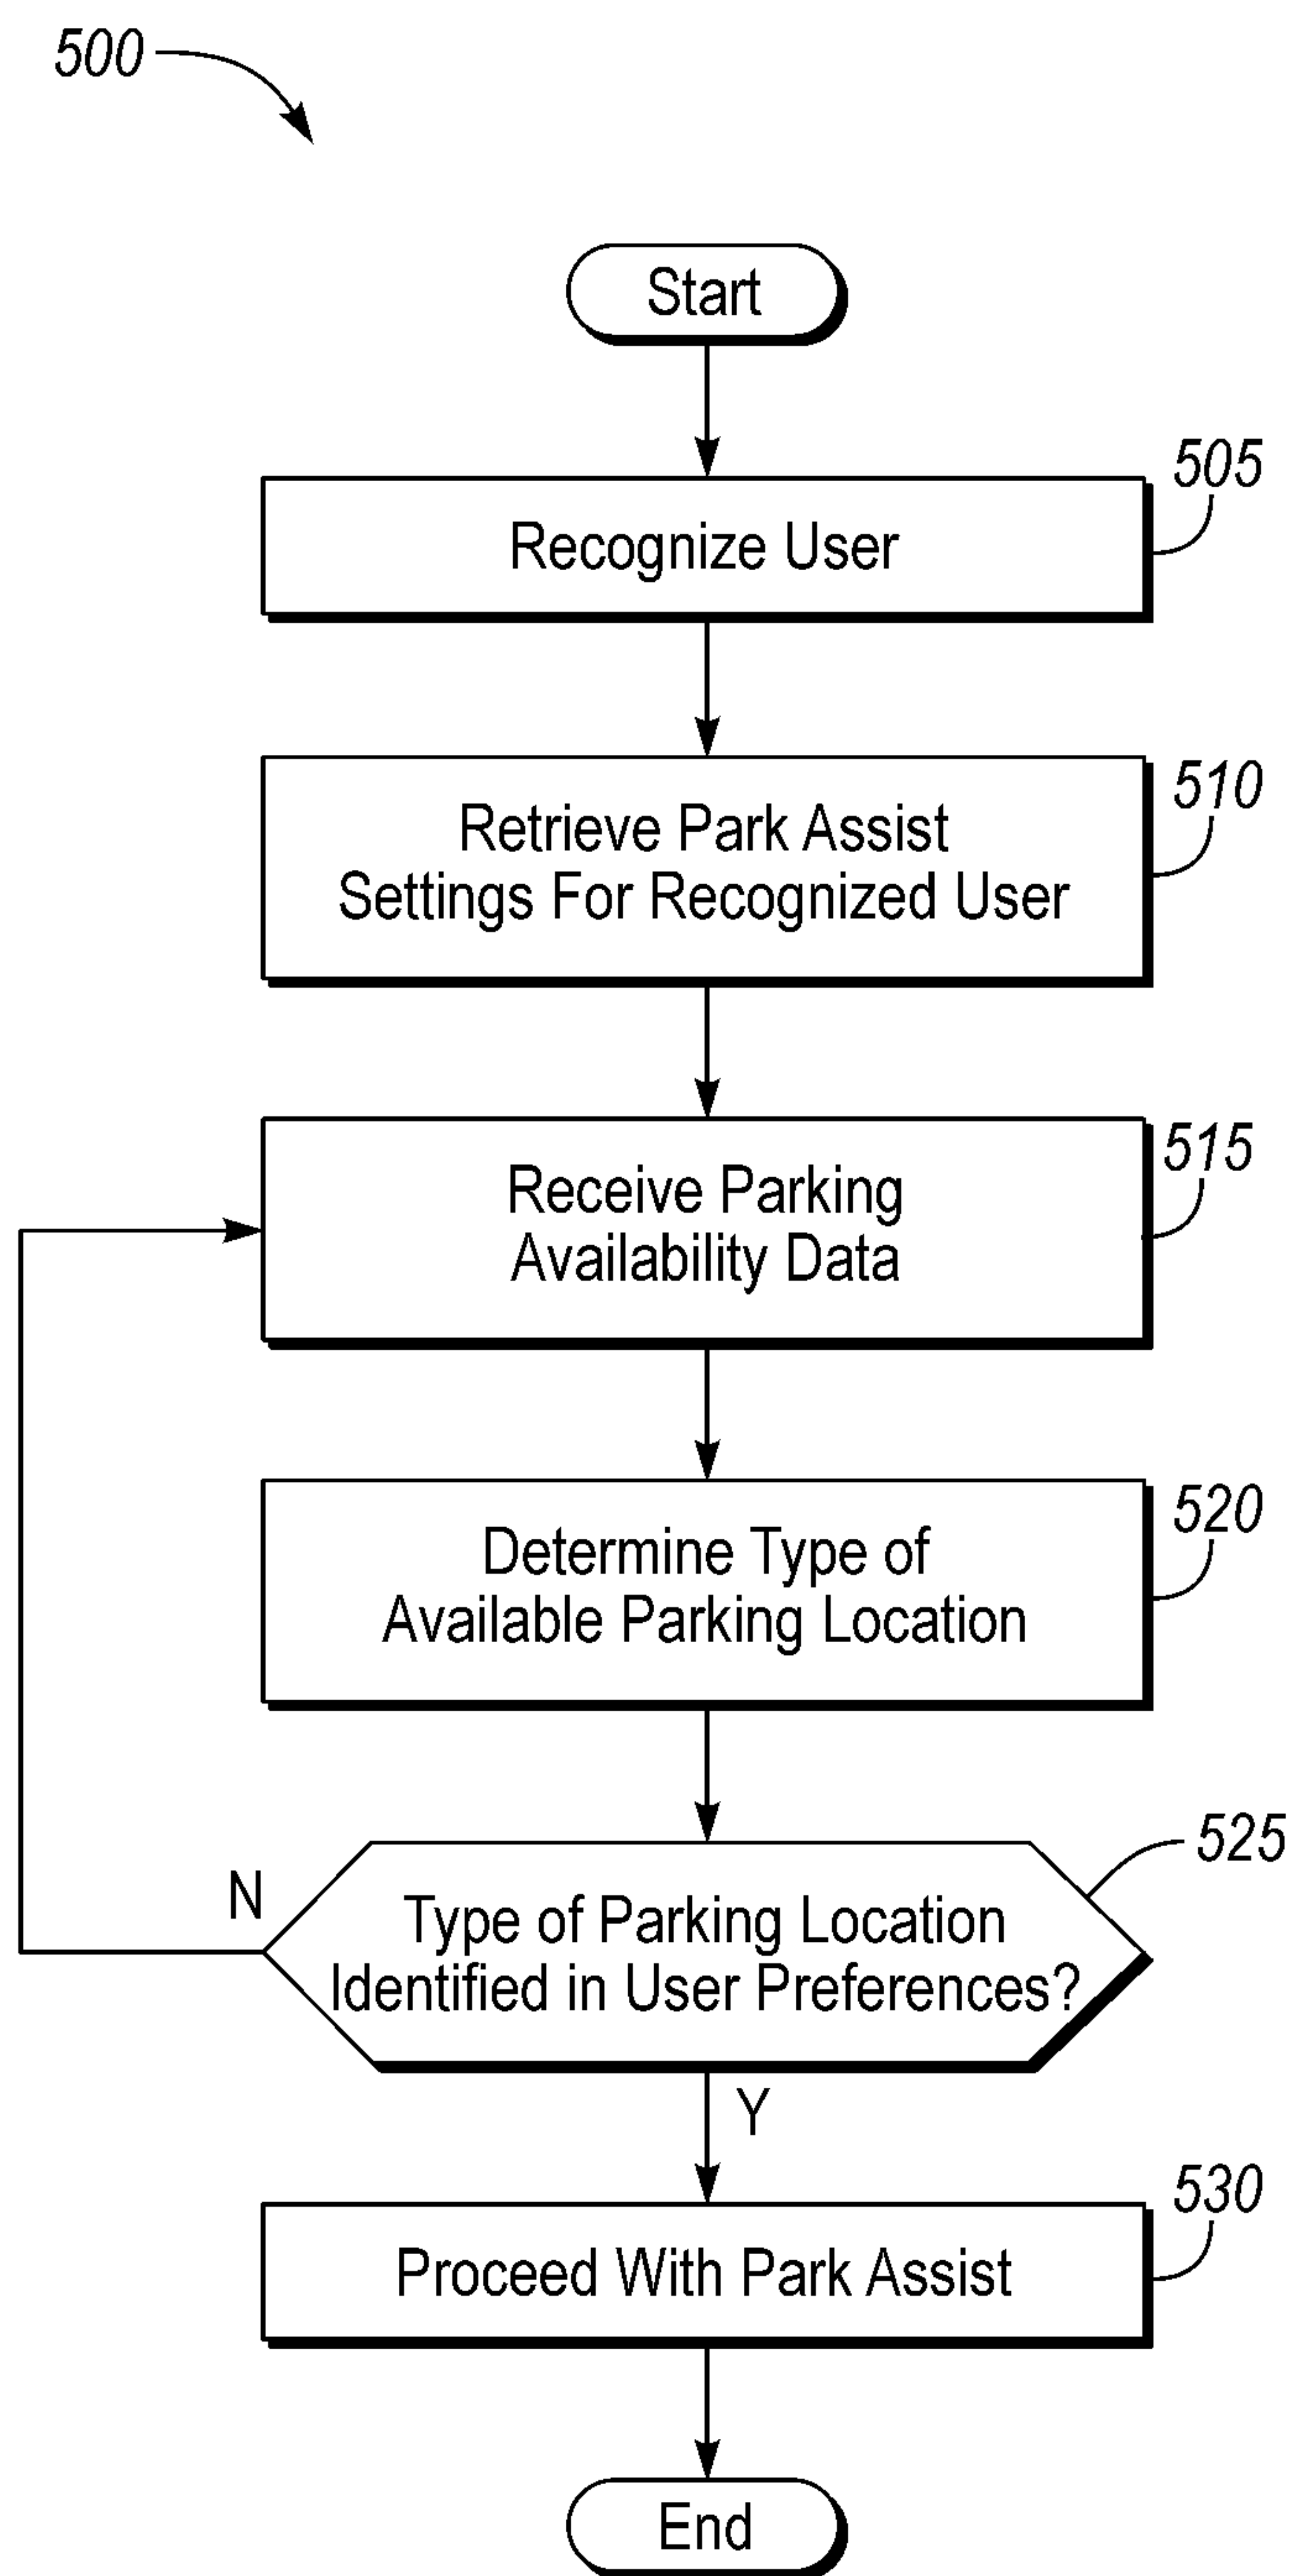 500
Start
505
Recognize User
510
Retrieve Park Assist
Settings For Recognized User
515
Receive Parking
Availability Data
520
Determine Type of
Available Parking Location
525
N
Type of Parking Location
Identified in User Preferences?
Y
530
Proceed With Park Assist
End